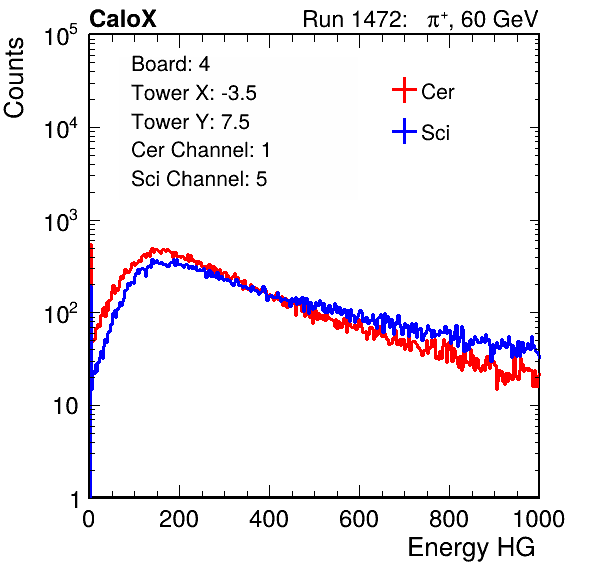 CaloX Run 1472: π⁺, 60 GeV
Counts
10⁵
10⁴
10³
10²
10
1
Board: 4
Tower X: -3.5
Tower Y: 7.5
Cer Channel: 1
Sci Channel: 5
Cer
Sci
0 200 400 600 800 1000
Energy HG